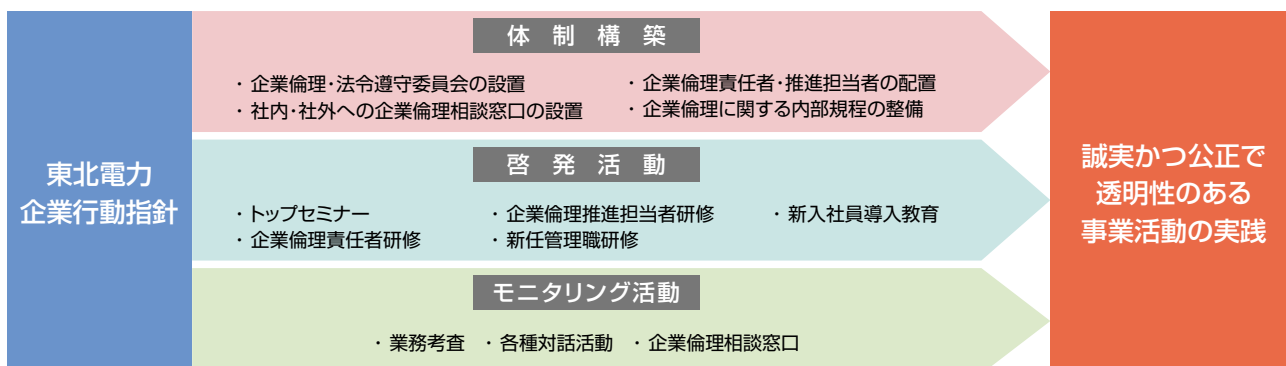 東北電力
企業行動指針
体制構築
・企業倫理・法令遵守委員会の設置
・社内・社外への企業倫理相談窓口の設置
・企業倫理責任者・推進担当者の配置
・企業倫理に関する内部規程の整備
啓発活動
・トップセミナー
・企業倫理責任者研修
・企業倫理推進担当者研修
・新任管理職研修
・新入社員導入教育
モニタリング活動
・業務考査 ・各種対話活動 ・企業倫理相談窓口
誠実かつ公正で
透明性のある
事業活動の実践